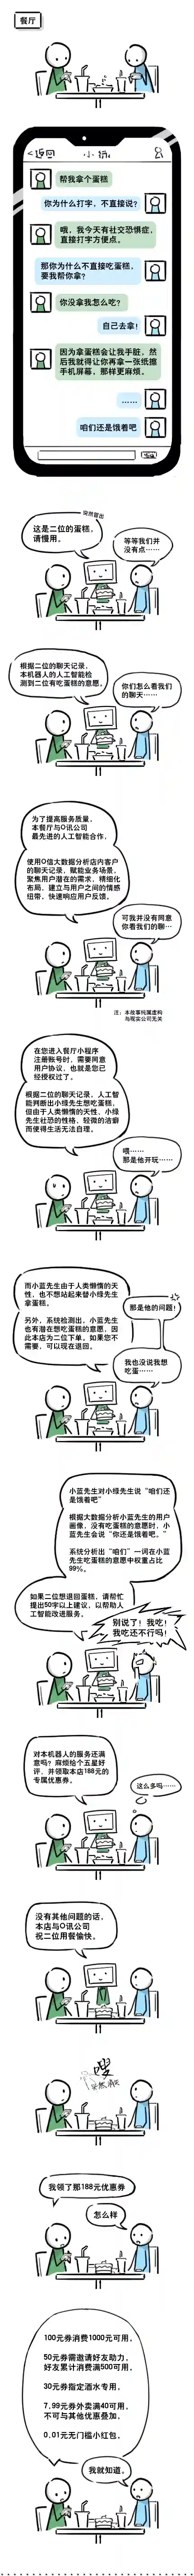 餐厅
<返回
小蓝
帮我拿个蛋糕
你为什么打字，不直接说？
哦，我今天有社交恐惧症，
直接打字方便点。
那你为什么不直接吃蛋糕，
要我帮你拿？
你没拿我怎么吃？
自己去拿！
因为拿蛋糕会让我手脏，然
后我就得让你再拿一张纸擦
手机屏幕，那样更麻烦。
……
咱们还是饿着吧
突然冒出
这是二位的蛋糕，
请慢用。
等等我们并
没有点……
根据二位的聊天记录，
本机器人的人工智能检
测到二位有吃蛋糕的意愿。
你们怎么看我们
的聊天……
为了提高服务质量，
本餐厅与O讯公司
最先进的人工智能合作，
使用O信大数据分析店内客户
的聊天记录，赋能业务场景，
聚焦用户潜在的需求，精细化
布局，建立与用户之间的情感
纽带，快速响应用户反馈。
可我并没有同意
你看我们的聊…
注：本故事纯属虚构
与现实公司无关
在您进入餐厅小程序
注册账号时，需要同意
用户协议，也就是您已
经授权过了。
根据二位的聊天记录，人工智
能判断出小绿先生想吃蛋糕，
但由于人类懒惰的天性，小绿
先生社恐的性格，轻微的洁癖
而使得生活无法自理。
喂……
那是他开玩……
而小蓝先生由于人类懒惰的天
性，也不想站起来替小绿先生
拿蛋糕。
那是他的问题！
另外，系统检测出，小蓝先生
也有潜在想吃蛋糕的意愿，因
此本店为二位下单。如果您不
需要，可以现在退回。
我也没说我想
吃蛋……
小蓝先生对小绿先生说“咱们还
是饿着吧”
根据大数据分析小蓝先生的用户
画像，没有吃蛋糕的意愿时，小
蓝先生会说“你还是饿着吧。”
系统分析出“咱们”一词在小蓝
先生吃蛋糕的意愿中权重占比
99%。
如果二位想退回蛋糕，请帮忙
提出50字以上建议，以帮助人
工智能改进服务。
别说了！我吃！
我吃还不行吗！
对本机器人的服务还满
意吗？麻烦给个五星好
评，并领取本店188元的
专属优惠券。
这么多吗……
没有其他问题的话，
本店与O讯公司
祝二位用餐愉快。
嗖
突然消失
我领了那188元优惠券
怎么样
100元券消费1000元可用，
50元券需邀请好友助力，
好友累计消费满500可用，
30元券指定酒水专用，
7.99元券外卖满40可用，
不可与其他优惠叠加，
0.01元无门槛小红包。
我就知道。